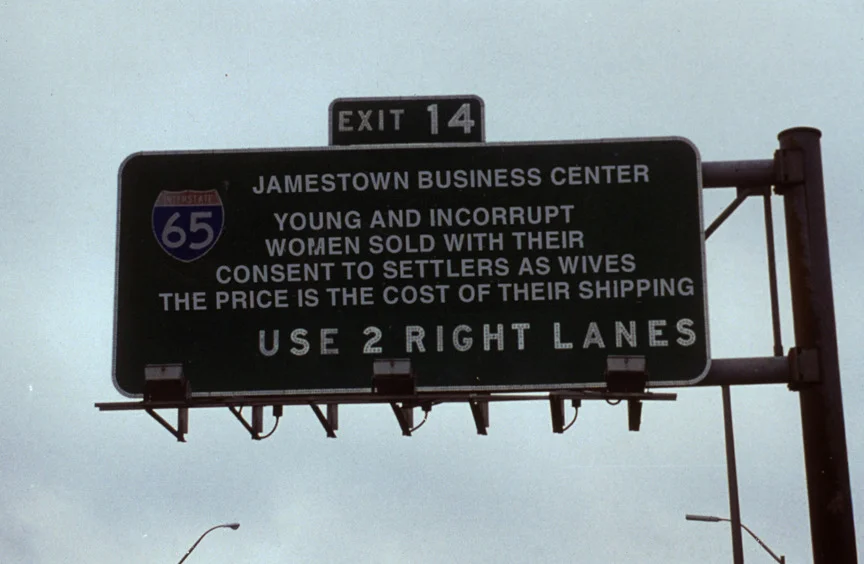 EXIT 14
JAMESTOWN BUSINESS CENTER
INTERSTATE
65
YOUNG AND INCORRUPT
WOMEN SOLD WITH THEIR
CONSENT TO SETTLERS AS WIVES
THE PRICE IS THE COST OF THEIR SHIPPING
USE 2 RIGHT LANES